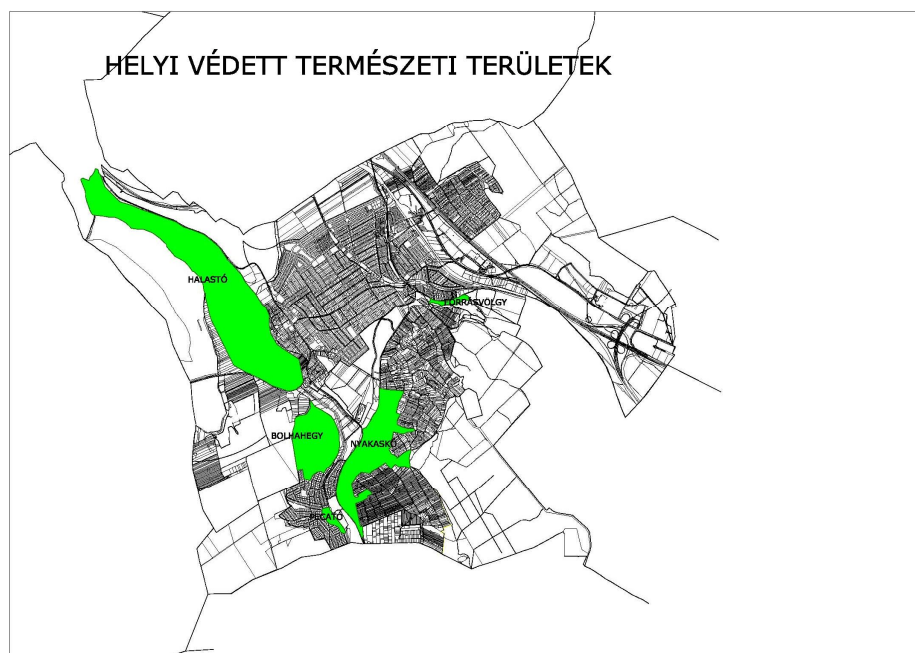 HELYI VÉDETT TERMÉSZETI TERÜLETEK
HALASTÓ
FORRÁSVÖLGY
BOLHAHEGY
NYAKASKŐ
PECATÓ